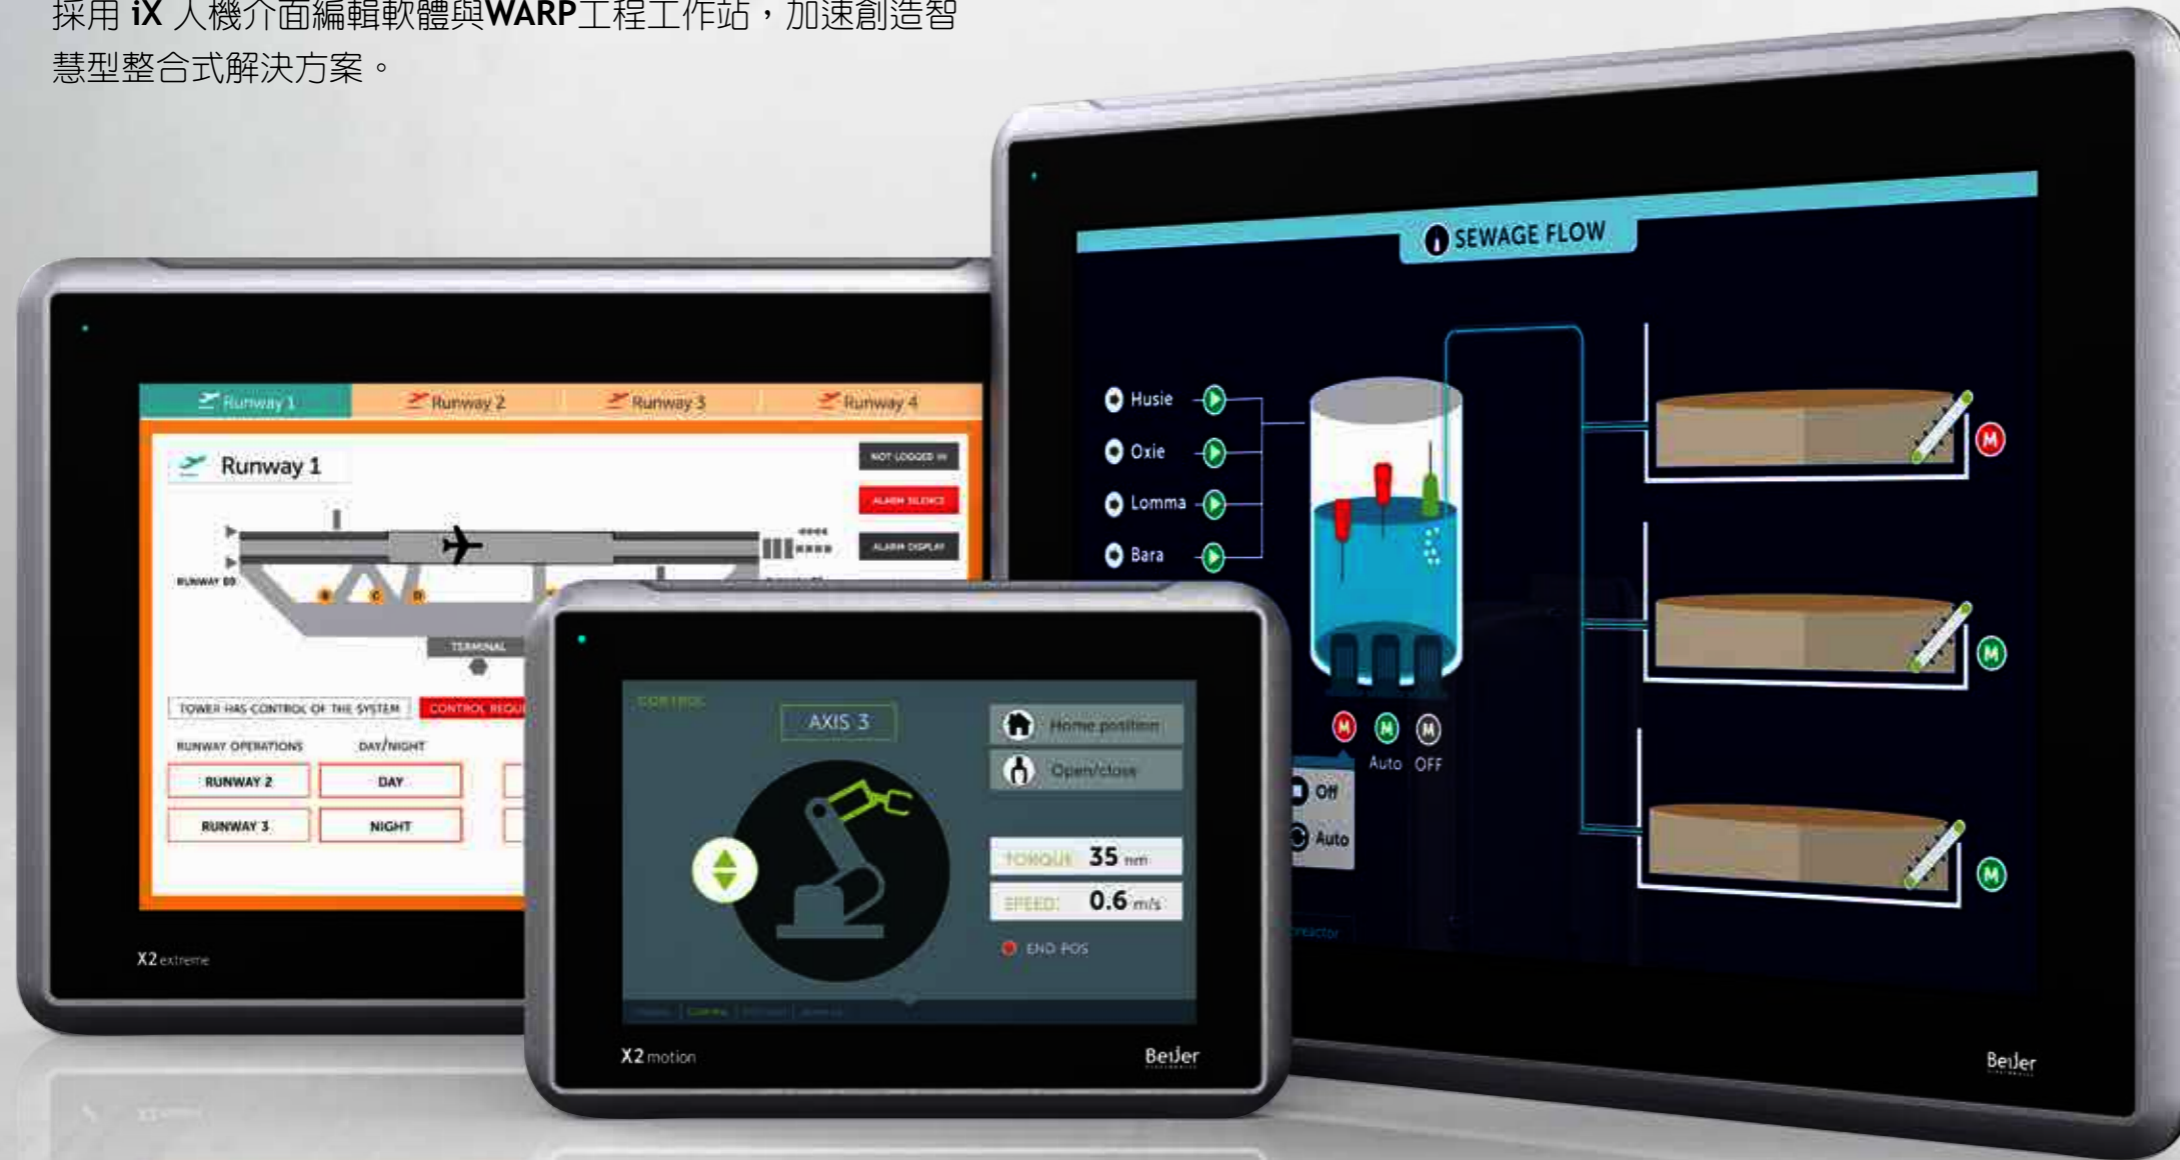 採用 iX 人機介面編輯軟體與WARP工程工作站，加速創造智
慧型整合式解決方案。
Runway 1
Runway 2
Runway 3
Runway 4
Runway 1
NOT LOGGED IN
ALARM SILENCE
ALARM DISPLAY
RUNWAY
B
C
D
TERMINAL
TOWER HAS CONTROL OF THE SYSTEM
CONTROL
RUNWAY OPERATIONS
DAY/NIGHT
RUNWAY 2
DAY
RUNWAY 3
NIGHT
X2 extreme
CONTROL
AXIS 3
Home position
Open/close
TORQUE 35 nm
SPEED: 0.6 m/s
END POS
X2 motion
BeiJer
SEWAGE FLOW
Husie
Oxie
Lomma
Bara
M
M
M
M
M
M
Auto
OFF
Off
Auto
BeiJer